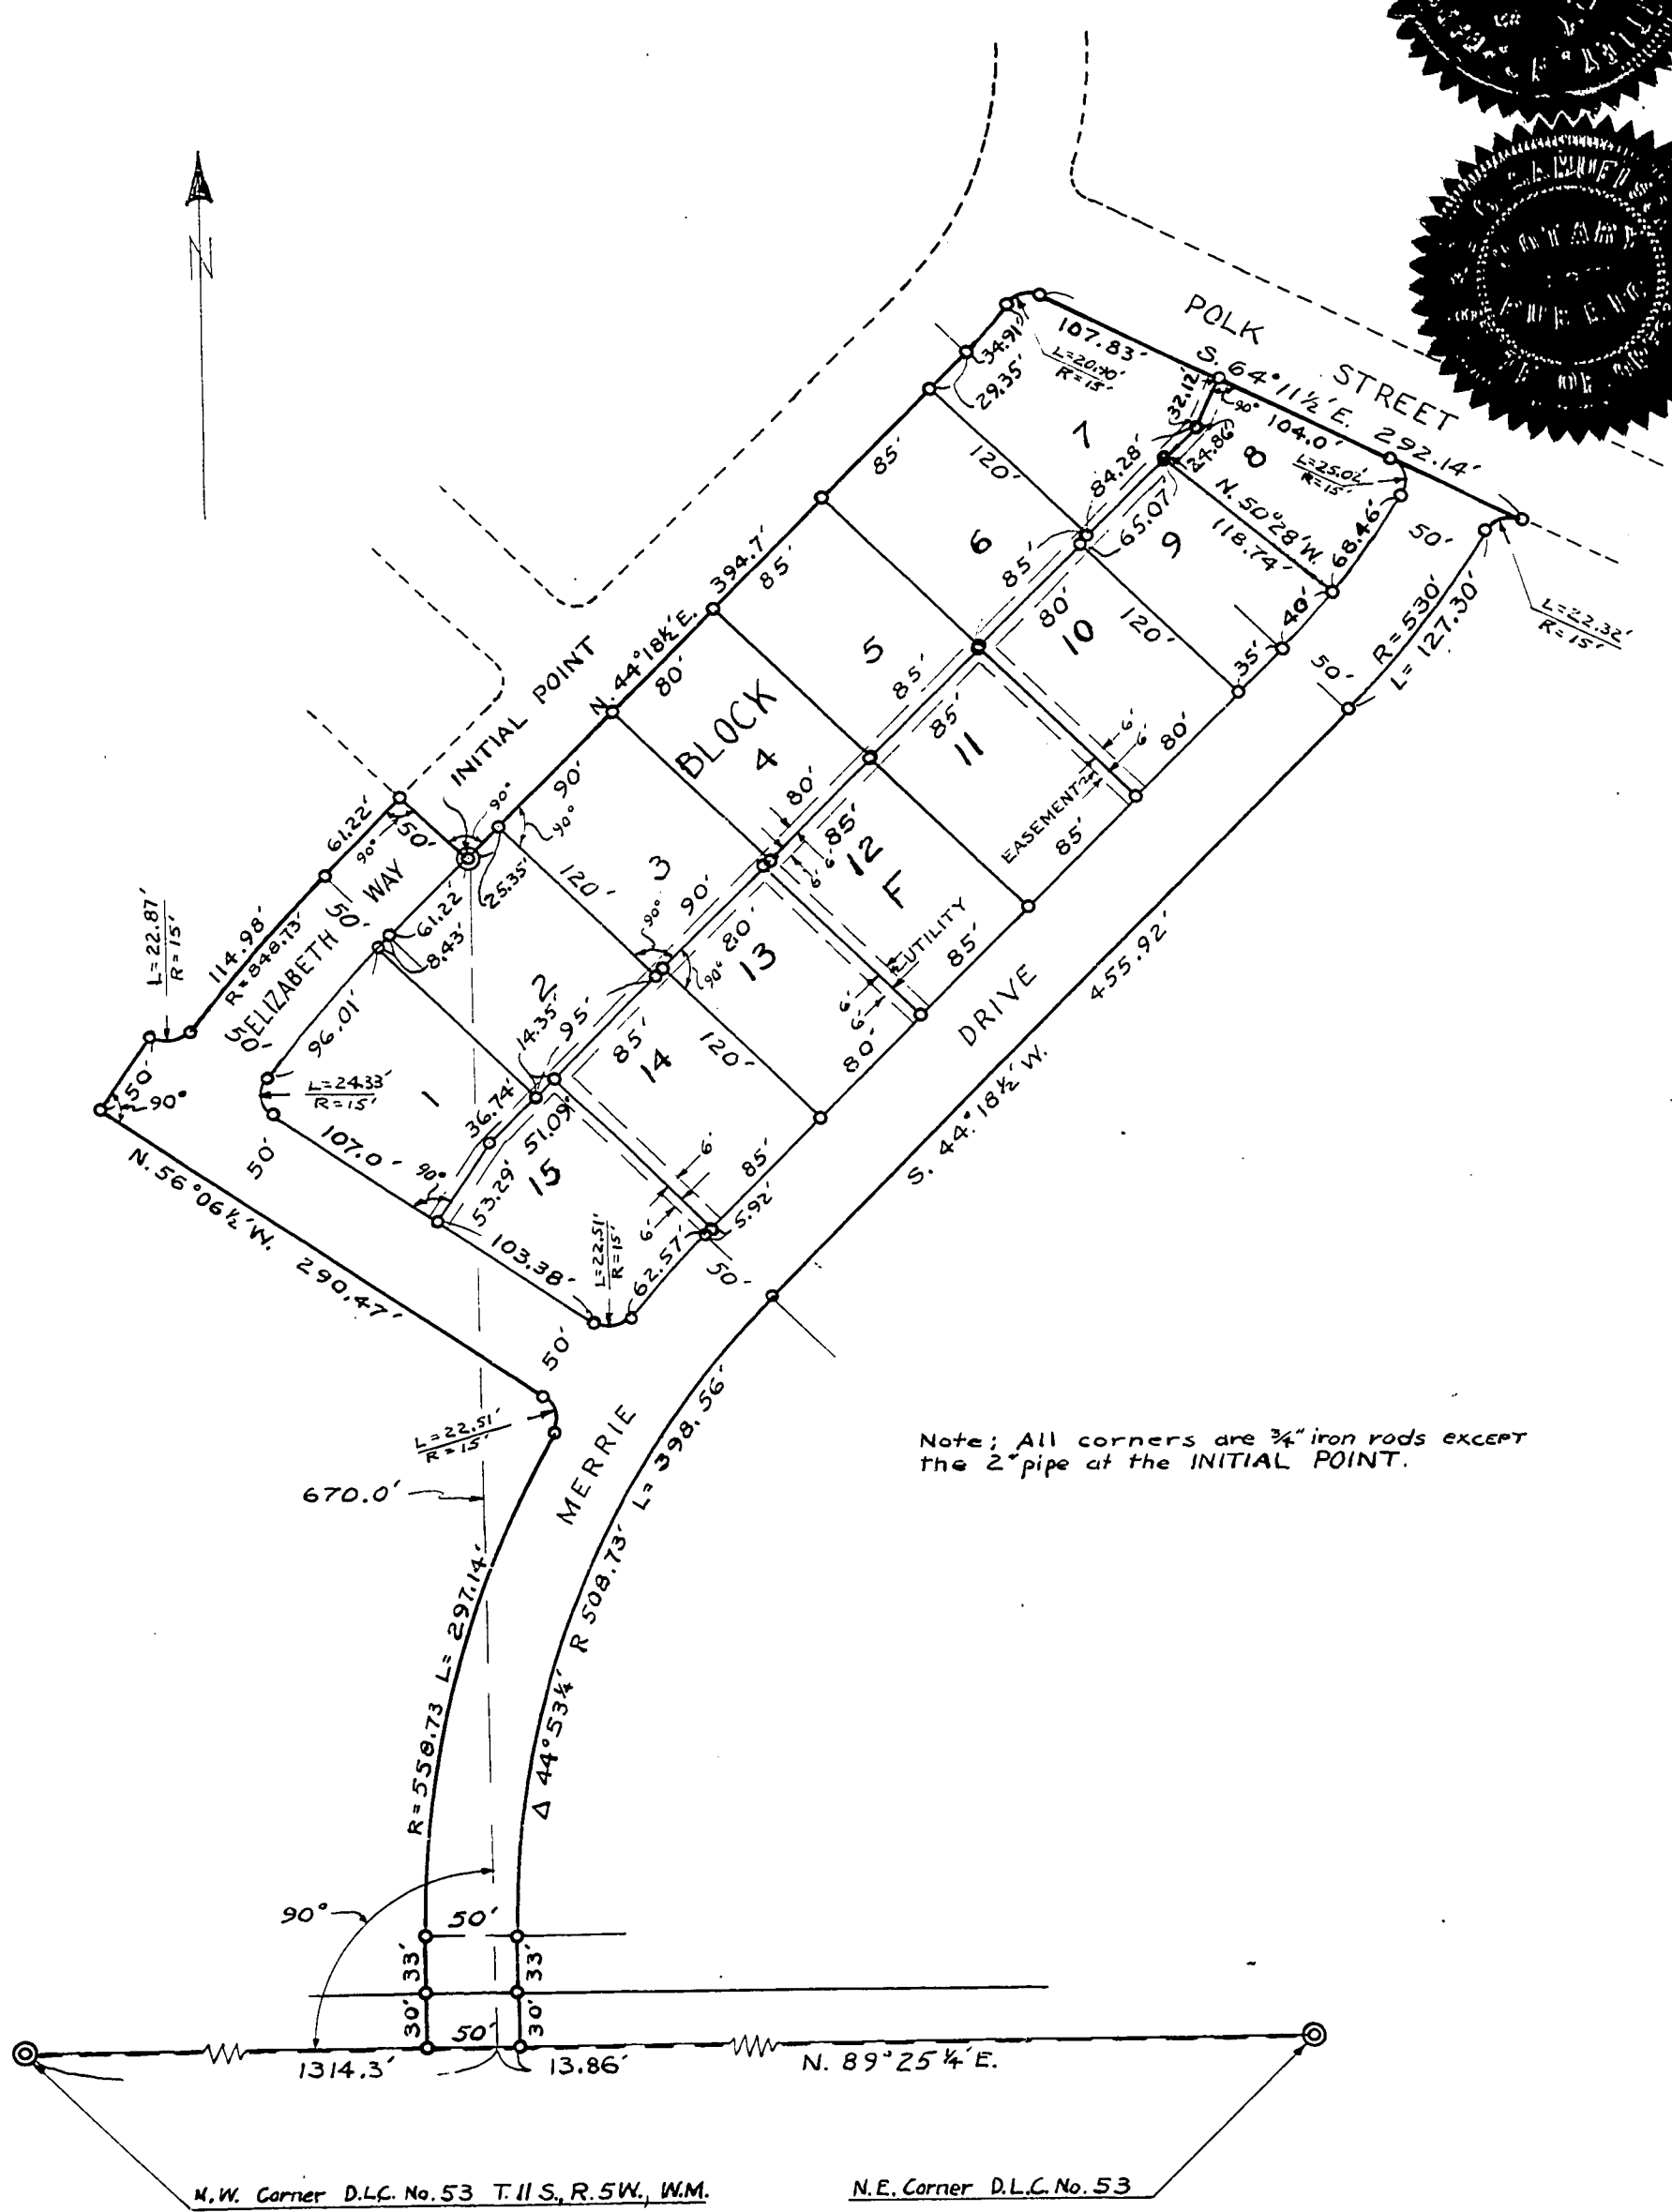 N
POLK STREET
S. 64°11½'E. 292.14'
107.83'
L=20.70'
R=15'
34.91'
29.35'
32.12'
90°
104.0'
7
8
24.86'
L=25.02'
R=15'
85'
120'
84.28'
65.07'
N. 50°28'W.
118.74'
68.46'
50'
6
9
394.7'
85'
85'
80'
10
120'
40'
35'
50'
R=530'
L=127.30'
L=22.32'
R=15'
N. 44°18½'E.
80'
5
85'
85'
11
6'
6'
80'
INITIAL POINT
90°
BLOCK
4
90'
90°
80'
85'
12
F
6'
6'
EASEMENT
85'
61.22'
90°
50'
ELIZABETH WAY
25.35'
61.22'
8.43'
3
120'
90'
90°
80'
13
90°
UTILITY
85'
L=22.87'
R=15'
114.98'
R=848.73'
50'
50'
96.01'
2
14.35'
95'
85'
14
120'
6'
6'
80'
DRIVE
455.92'
50'
90°
L=24.33'
R=15'
1
36.74'
51.09'
S. 44°18½'W.
107.0'
90°
53.29'
15
6'
6'
85'
5.92'
N. 56°06½'W. 290.47'
50'
103.38'
L=22.51'
R=15'
62.57'
50'
50'
L=22.51'
R=15'
MERRIE
670.0'
Note; All corners are ¾" iron rods EXCEPT
the 2" pipe at the INITIAL POINT.
R=558.73 L=297.14'
Δ 44°53¼' R 508.73' L=398.56'
90°
50'
33'
33'
30'
50'
30'
1314.3'
13.86'
N. 89°25¼'E.
N.W. Corner D.L.C. No. 53 T. 11 S., R. 5W., W.M.
N.E. Corner D.L.C. No. 53